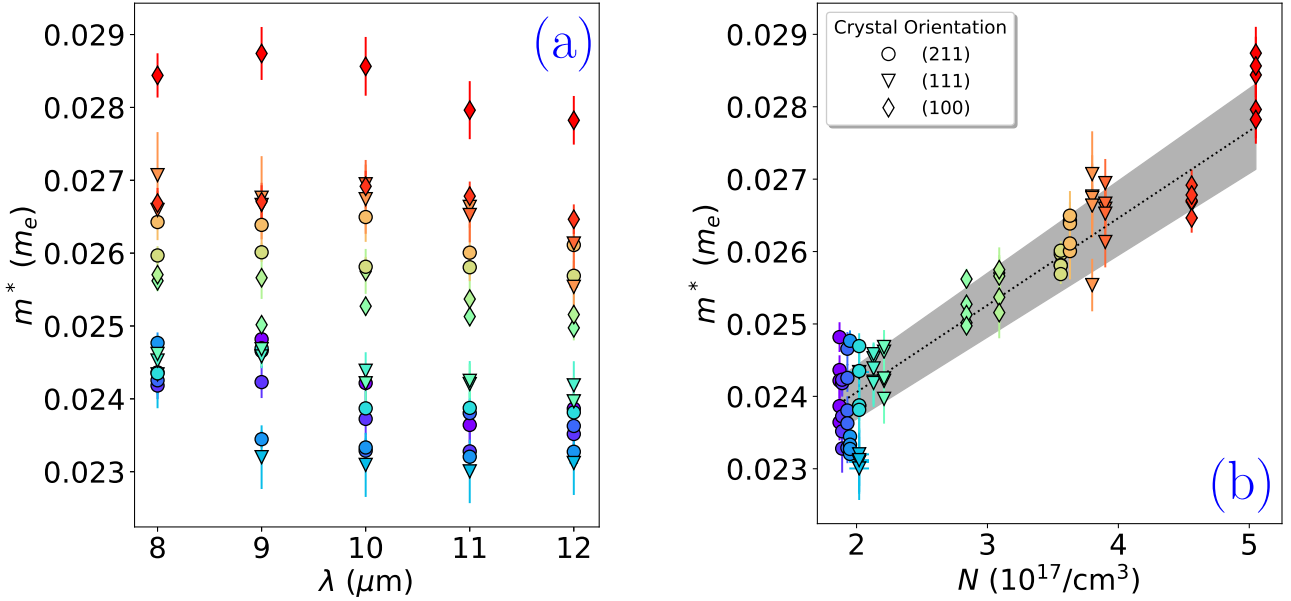 (a)
m* (mₑ)
0.029
0.028
0.027
0.026
0.025
0.024
0.023
8 9 10 11 12
λ (μm)
(b)
Crystal Orientation
(211)
(111)
(100)
m* (mₑ)
0.029
0.028
0.027
0.026
0.025
0.024
0.023
2 3 4 5
N (10¹⁷/cm³)